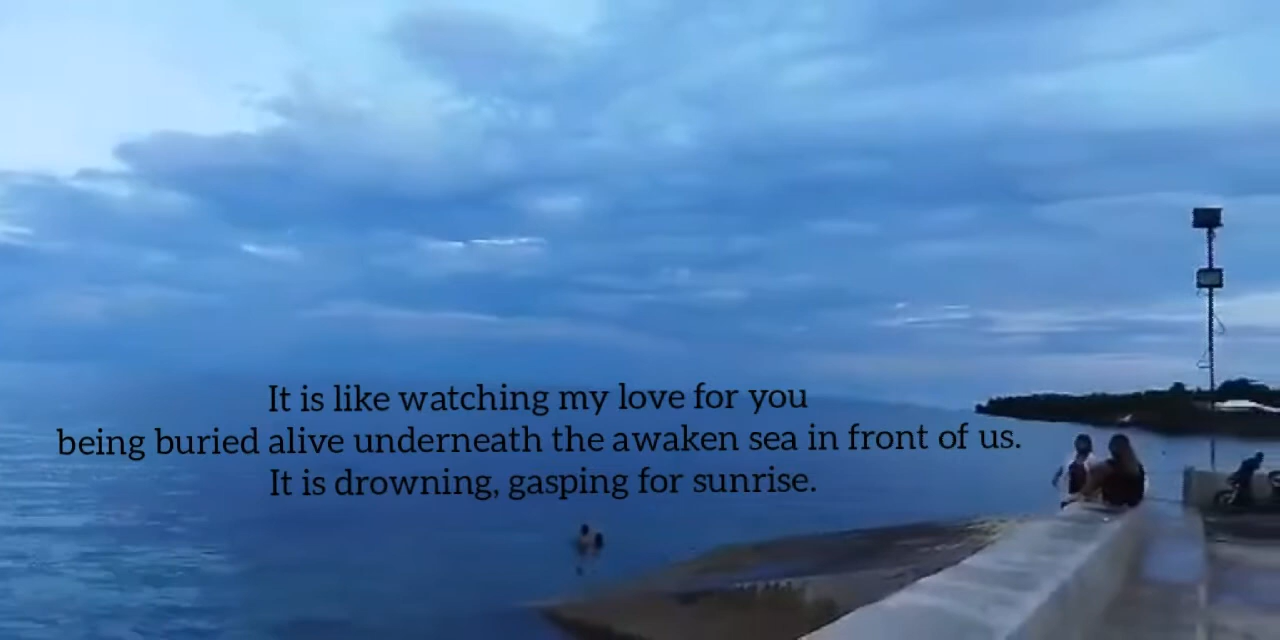 It is like watching my love for you
being buried alive underneath the awaken sea in front of us.
It is drowning, gasping for sunrise.